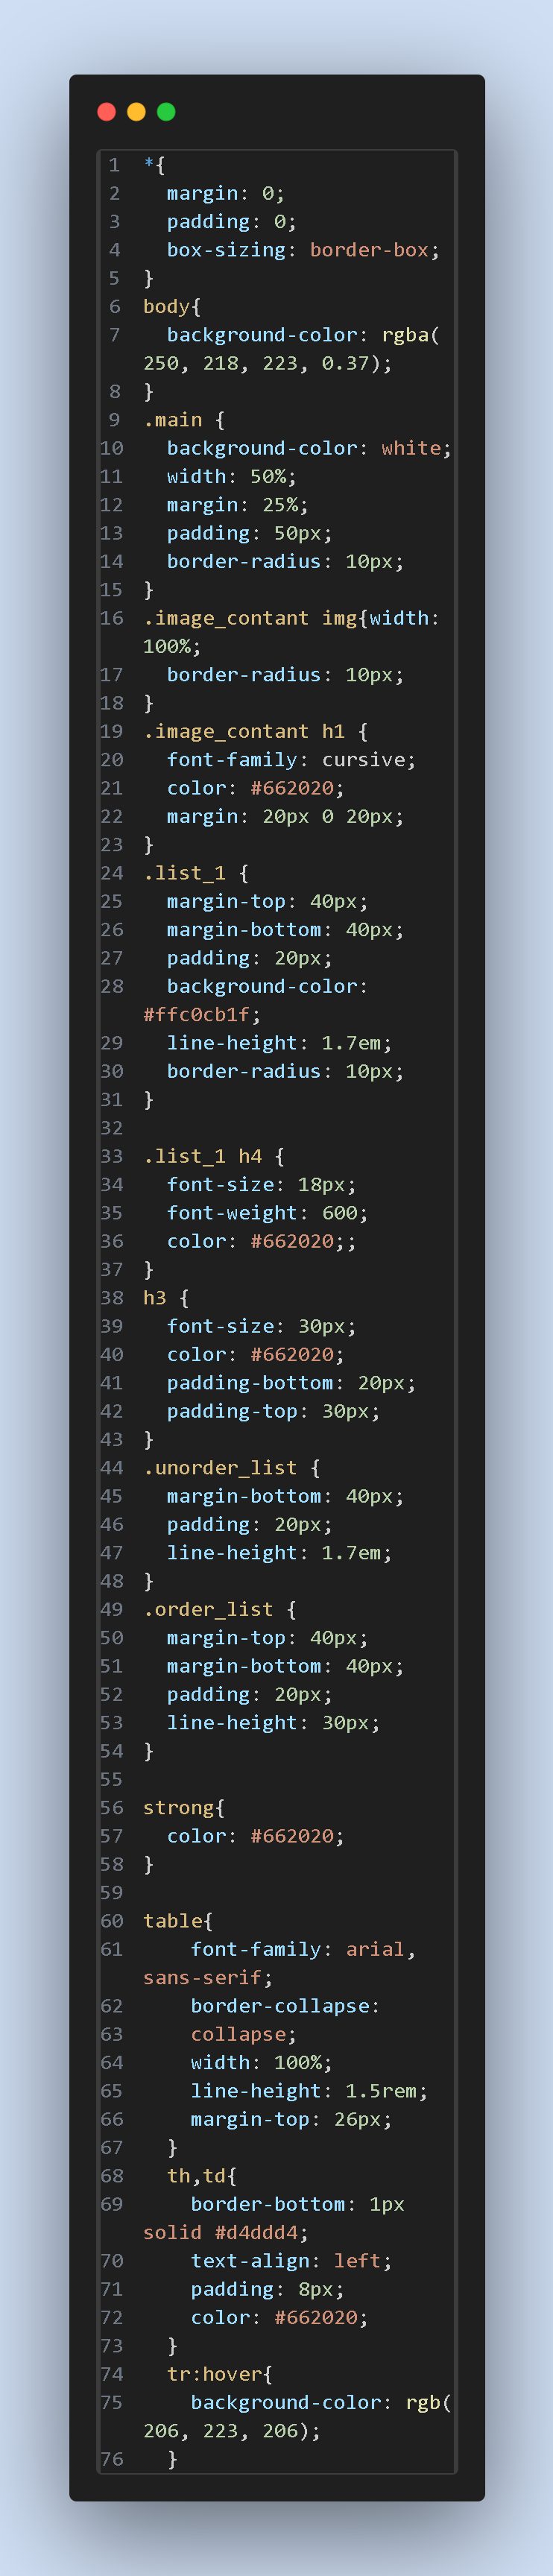 1 *{
2   margin: 0;
3   padding: 0;
4   box-sizing: border-box;
5 }
6 body{
7   background-color: rgba(
250, 218, 223, 0.37);
8 }
9 .main {
10   background-color: white;
11   width: 50%;
12   margin: 25%;
13   padding: 50px;
14   border-radius: 10px;
15 }
16 .image_contant img{width:
100%;
17   border-radius: 10px;
18 }
19 .image_contant h1 {
20   font-family: cursive;
21   color: #662020;
22   margin: 20px 0 20px;
23 }
24 .list_1 {
25   margin-top: 40px;
26   margin-bottom: 40px;
27   padding: 20px;
28   background-color:
#ffc0cb1f;
29   line-height: 1.7em;
30   border-radius: 10px;
31 }
32
33 .list_1 h4 {
34   font-size: 18px;
35   font-weight: 600;
36   color: #662020;;
37 }
38 h3 {
39   font-size: 30px;
40   color: #662020;
41   padding-bottom: 20px;
42   padding-top: 30px;
43 }
44 .unorder_list {
45   margin-bottom: 40px;
46   padding: 20px;
47   line-height: 1.7em;
48 }
49 .order_list {
50   margin-top: 40px;
51   margin-bottom: 40px;
52   padding: 20px;
53   line-height: 30px;
54 }
55
56 strong{
57   color: #662020;
58 }
59
60 table{
61     font-family: arial,
sans-serif;
62     border-collapse:
63     collapse;
64     width: 100%;
65     line-height: 1.5rem;
66     margin-top: 26px;
67   }
68   th,td{
69     border-bottom: 1px
solid #d4ddd4;
70     text-align: left;
71     padding: 8px;
72     color: #662020;
73   }
74   tr:hover{
75     background-color: rgb(
206, 223, 206);
76   }